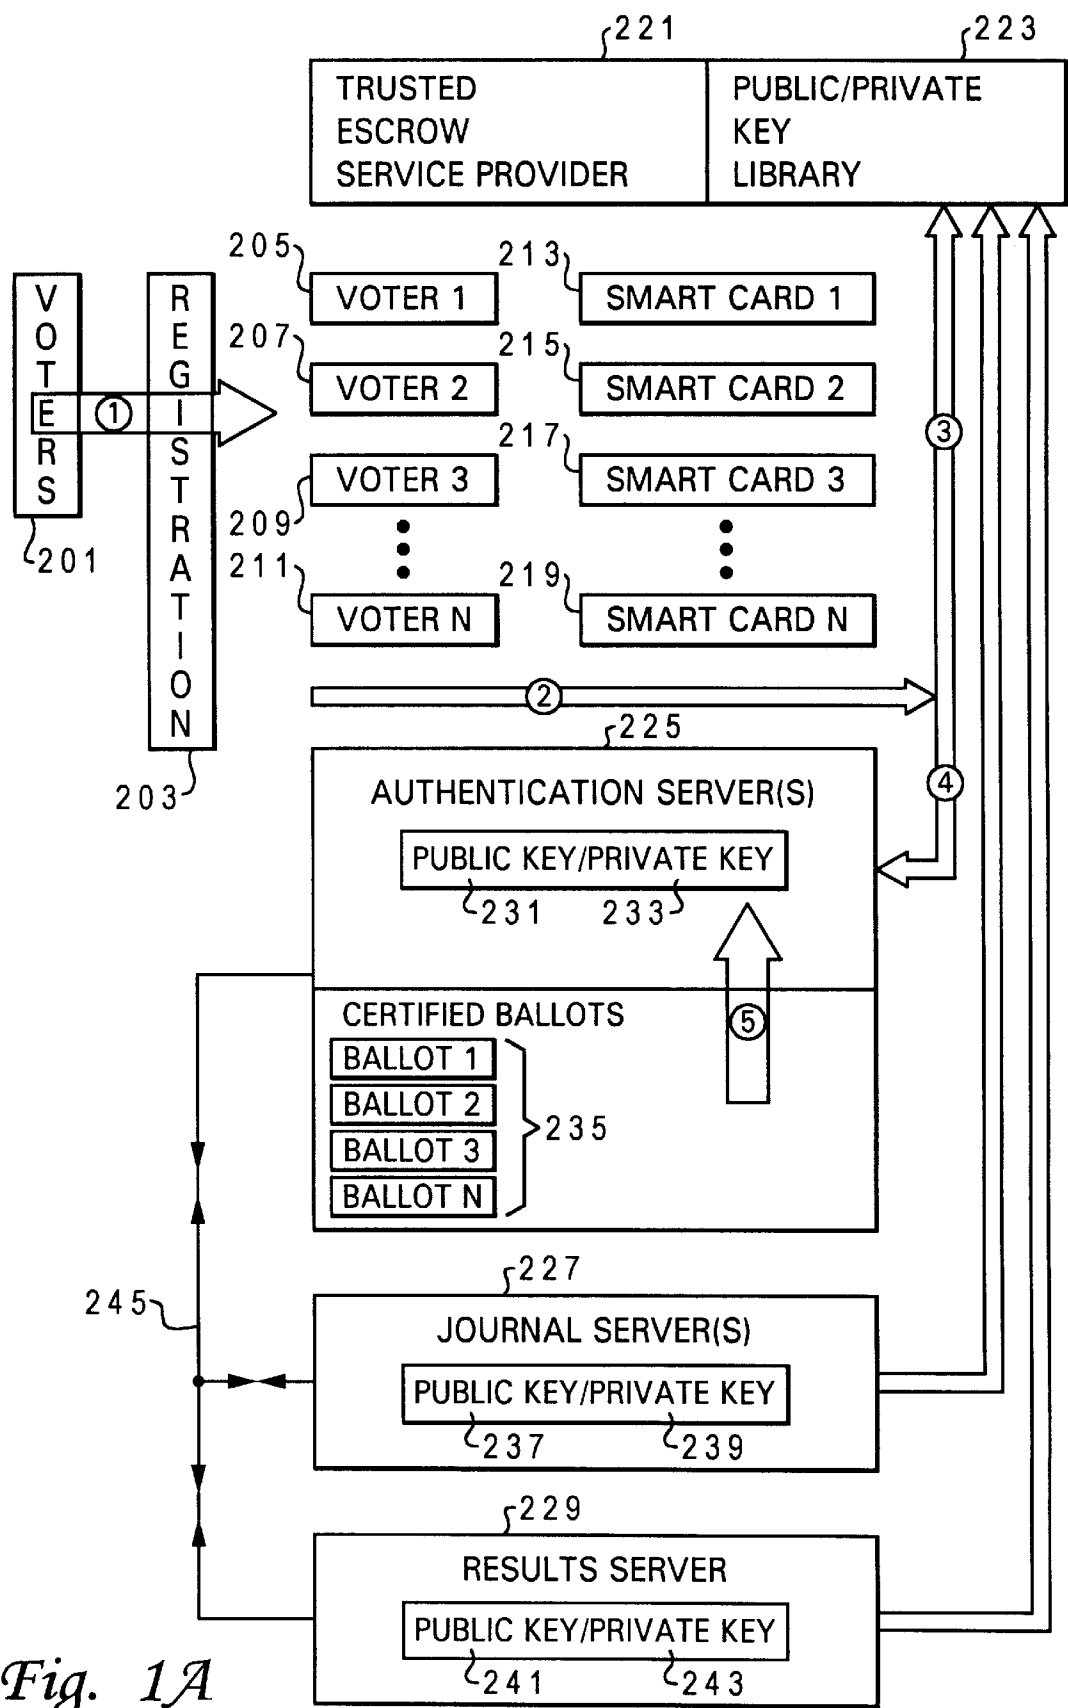 221
223
TRUSTED
ESCROW
SERVICE PROVIDER
PUBLIC/PRIVATE
KEY
LIBRARY
VOTERS
201
REGISTRATION
203
1
205
VOTER 1
213
SMART CARD 1
207
VOTER 2
215
SMART CARD 2
209
VOTER 3
217
SMART CARD 3
211
VOTER N
219
SMART CARD N
3
2
4
225
AUTHENTICATION SERVER(S)
PUBLIC KEY/PRIVATE KEY
231
233
5
CERTIFIED BALLOTS
BALLOT 1
BALLOT 2
BALLOT 3
BALLOT N
235
245
227
JOURNAL SERVER(S)
PUBLIC KEY/PRIVATE KEY
237
239
229
RESULTS SERVER
PUBLIC KEY/PRIVATE KEY
241
243
Fig. 1A